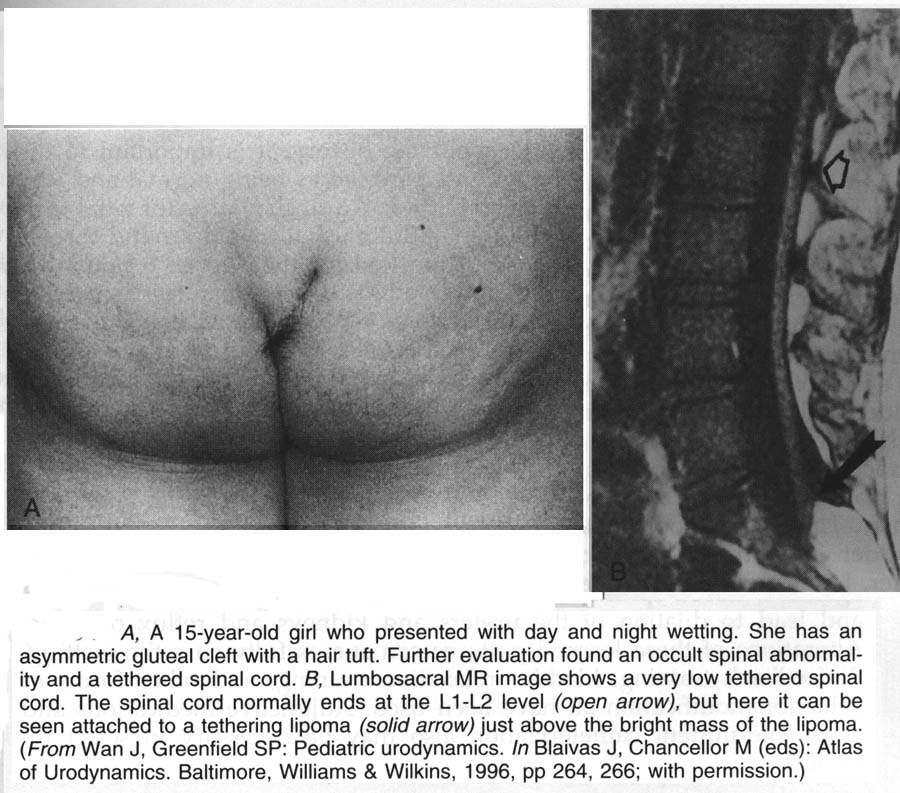 A
B
A, A 15-year-old girl who presented with day and night wetting. She has an
asymmetric gluteal cleft with a hair tuft. Further evaluation found an occult spinal abnormal-
ity and a tethered spinal cord. B, Lumbosacral MR image shows a very low tethered spinal
cord. The spinal cord normally ends at the L1-L2 level (open arrow), but here it can be
seen attached to a tethering lipoma (solid arrow) just above the bright mass of the lipoma.
(From Wan J, Greenfield SP: Pediatric urodynamics. In Blaivas J, Chancellor M (eds): Atlas
of Urodynamics. Baltimore, Williams & Wilkins, 1996, pp 264, 266; with permission.)